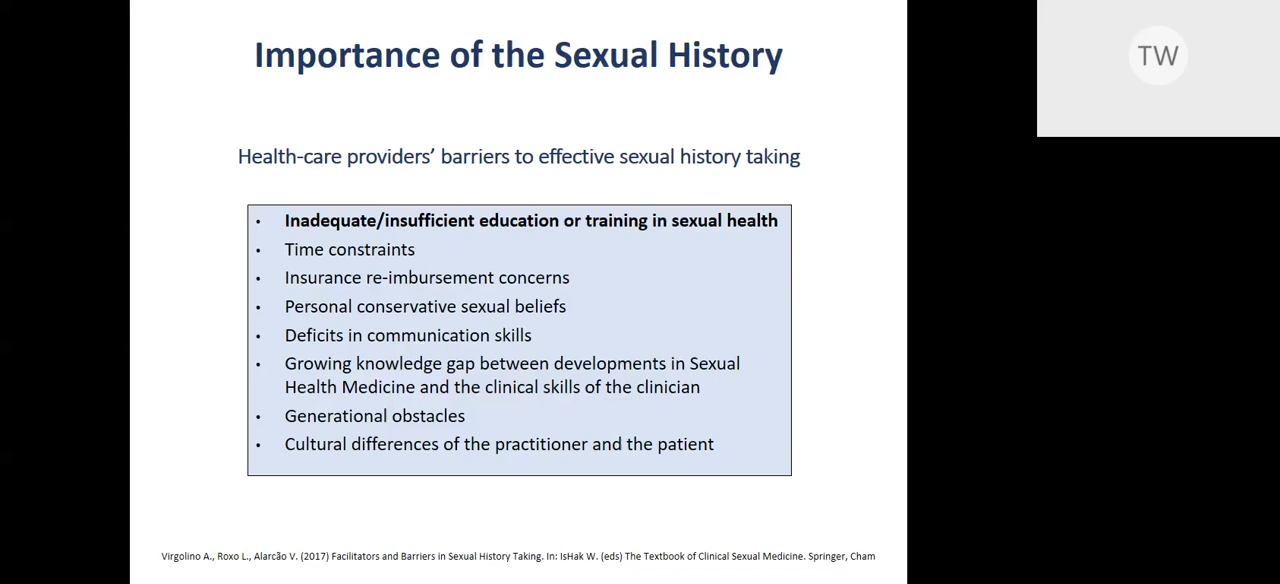 Importance of the Sexual History
TW
Health-care providers' barriers to effective sexual history taking
• Inadequate/insufficient education or training in sexual health
• Time constraints
• Insurance re-imbursement concerns
• Personal conservative sexual beliefs
• Deficits in communication skills
• Growing knowledge gap between developments in Sexual
Health Medicine and the clinical skills of the clinician
• Generational obstacles
• Cultural differences of the practitioner and the patient
Virgolino A., Roxo L., Alarcão V. (2017) Facilitators and Barriers in Sexual History Taking. In: IsHak W. (eds) The Textbook of Clinical Sexual Medicine. Springer, Cham